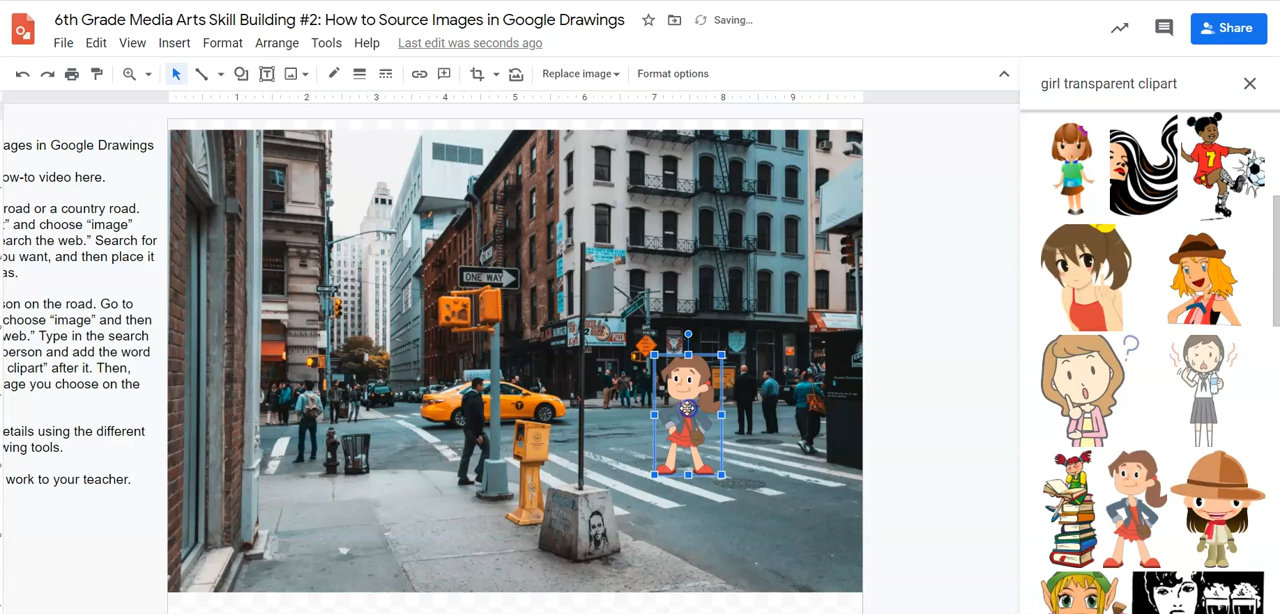 6th Grade Media Arts Skill Building #2: How to Source Images in Google Drawings
Saving...
Share
File Edit View Insert Format Arrange Tools Help Last edit was seconds ago
Replace image
Format options
girl transparent clipart
1 2 3 4 5 6 7 8 9
ages in Google Drawings
ow-to video here.
road or a country road.
t” and choose “image”
earch the web.” Search for
ou want, and then place it
as.
son on the road. Go to
choose “image” and then
web.” Type in the search
person and add the word
clipart” after it. Then,
age you choose on the
etails using the different
wing tools.
work to your teacher.
ONE WAY
7
?